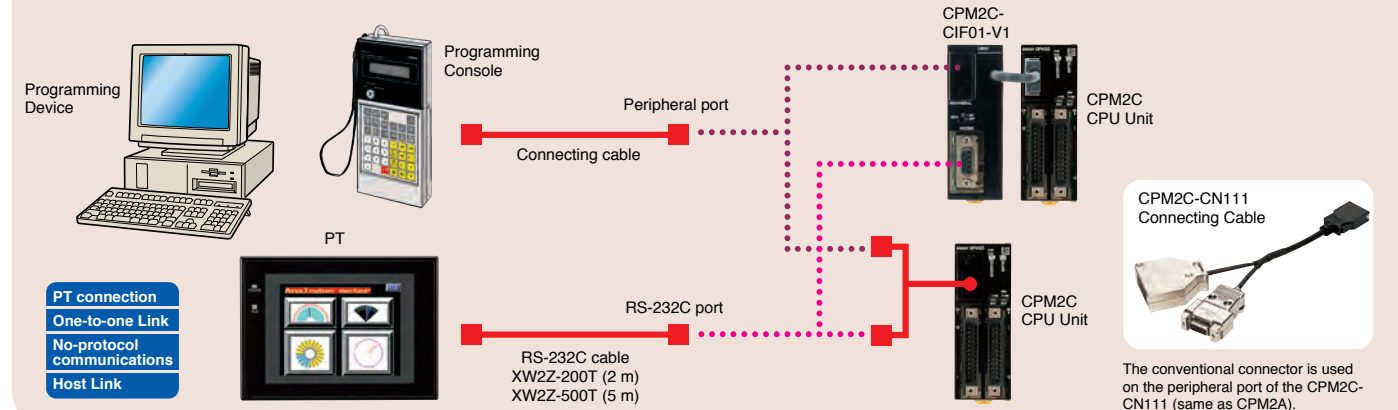 CPM2C-
CIF01-V1
Programming
Console
Programming
Device
Peripheral port
CPM2C
CPU Unit
Connecting cable
CPM2C-CN111
Connecting Cable
PT
PT connection
One-to-one Link
No-protocol
communications
Host Link
RS-232C port
CPM2C
CPU Unit
RS-232C cable
XW2Z-200T (2 m)
XW2Z-500T (5 m)
The conventional connector is used
on the peripheral port of the CPM2C-
CN111 (same as CPM2A).